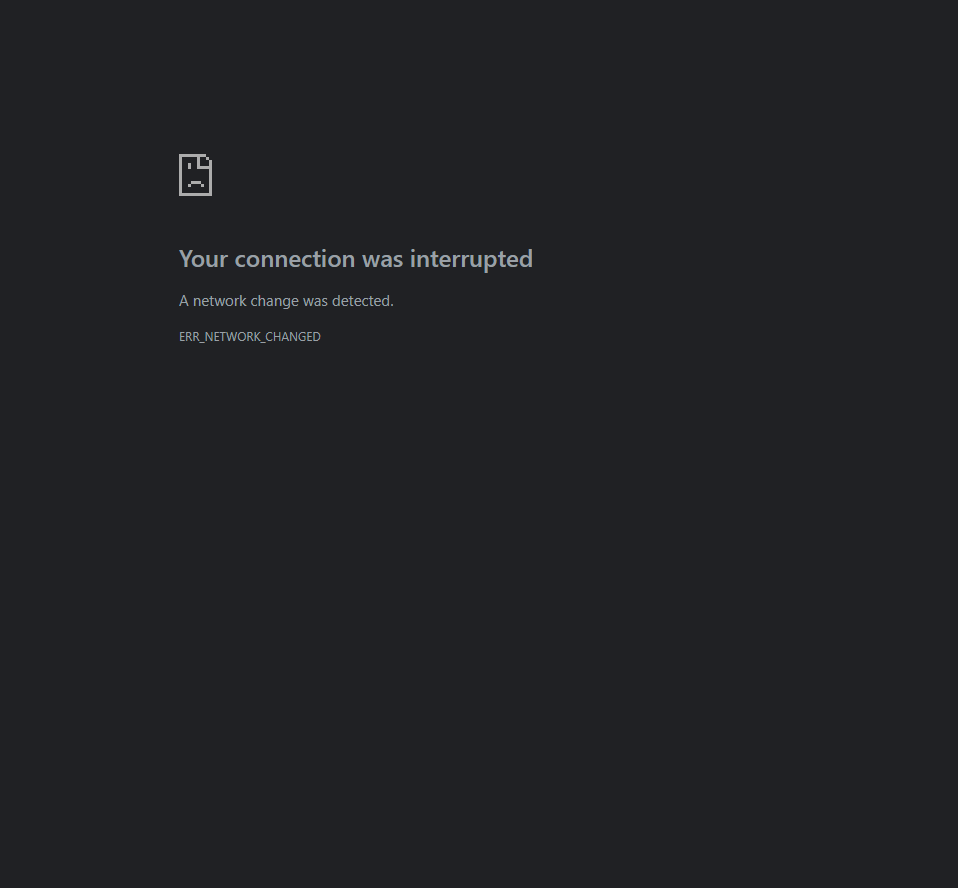 Your connection was interrupted
A network change was detected.
ERR_NETWORK_CHANGED